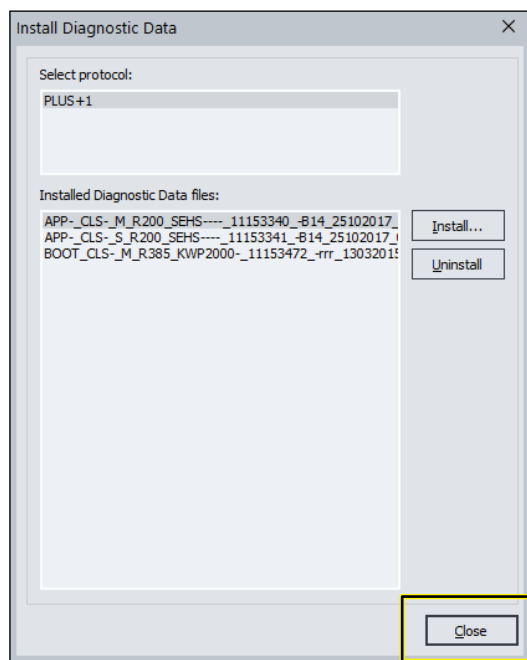 Install Diagnostic Data
Select protocol:
PLUS+1
Installed Diagnostic Data files:
APP-_CLS-_M_R200_SEHS----_11153340_-B14_25102017_
APP-_CLS-_S_R200_SEHS----_11153341_-B14_25102017_
BOOT_CLS-_M_R385_KWP2000-_11153472_-rrr_13032015
Install...
Uninstall
Close